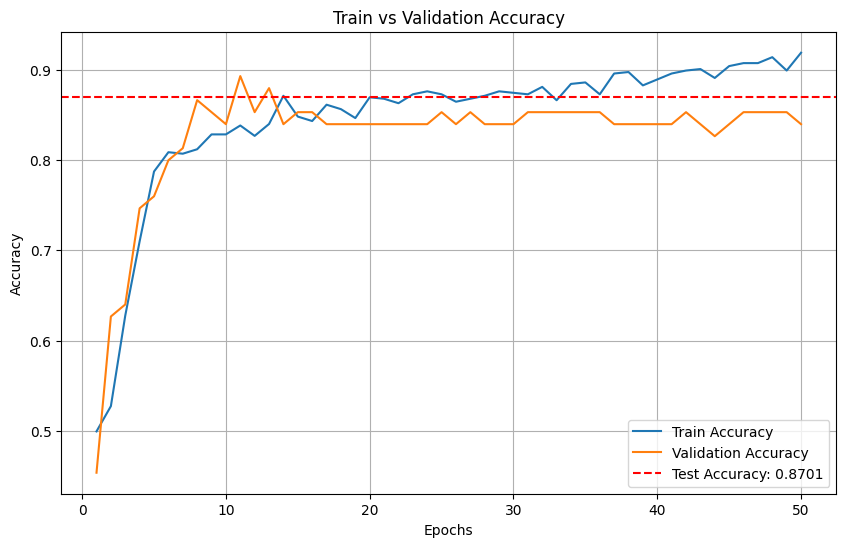 Train vs Validation Accuracy
Accuracy
0.9
0.8
0.7
0.6
0.5
0
10
20
30
40
50
Epochs
Train Accuracy
Validation Accuracy
Test Accuracy: 0.8701